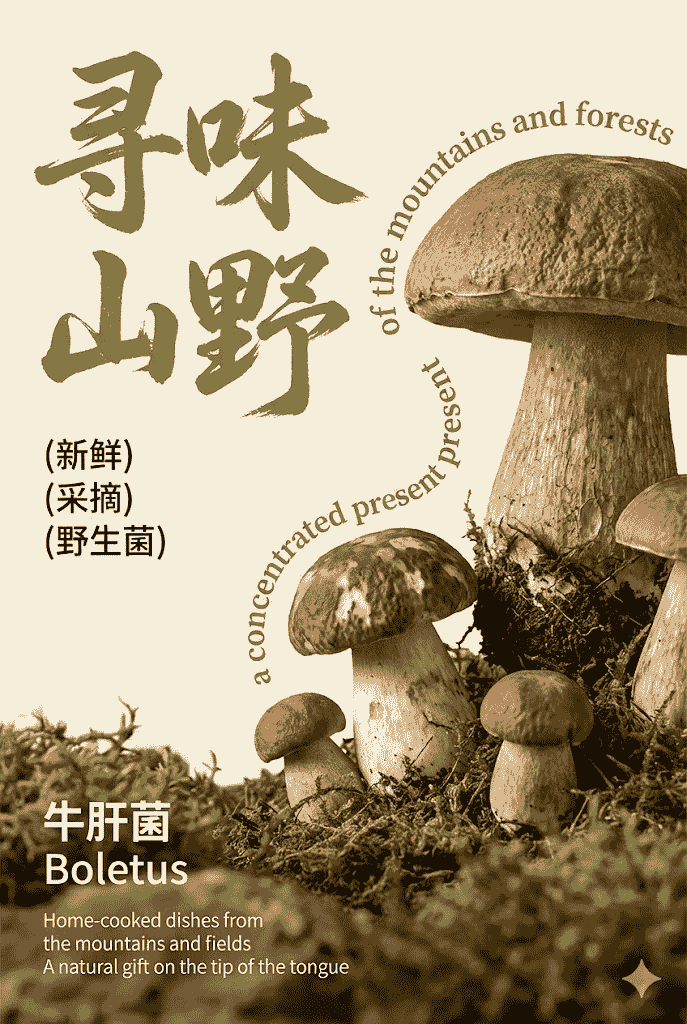 寻味
山野
of the mountains and forests
a concentrated present present
(新鲜)
(采摘)
(野生菌)
牛肝菌
Boletus
Home-cooked dishes from
the mountains and fields
A natural gift on the tip of the tongue